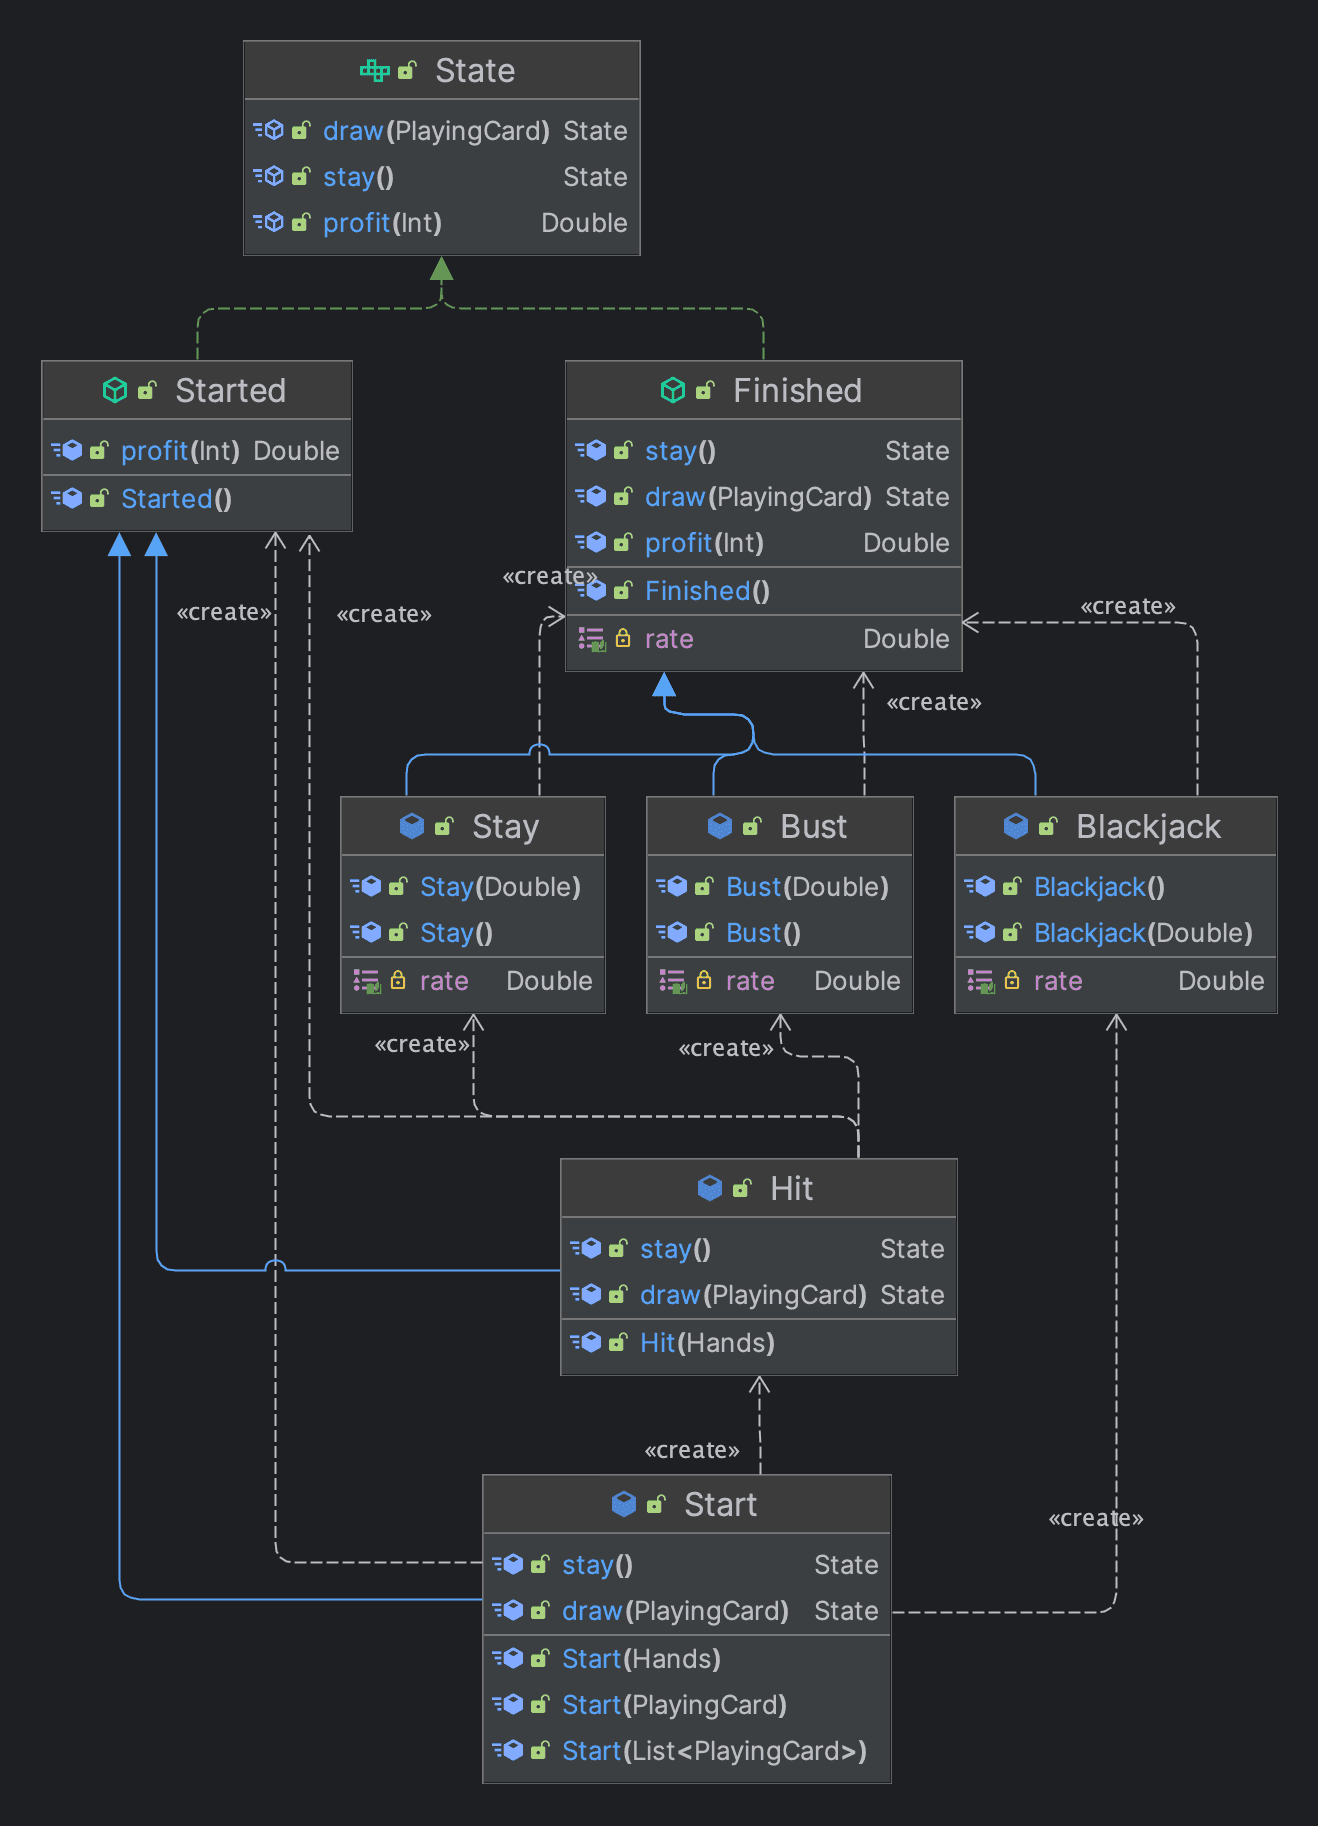 State
draw(PlayingCard) State
stay() State
profit(Int) Double
Started
profit(Int) Double
Started()
Finished
stay() State
draw(PlayingCard) State
profit(Int) Double
Finished()
rate Double
«create»
«create»
«create»
«create»
«create»
Stay
Stay(Double)
Stay()
rate Double
Bust
Bust(Double)
Bust()
rate Double
Blackjack
Blackjack()
Blackjack(Double)
rate Double
«create»
«create»
Hit
stay() State
draw(PlayingCard) State
Hit(Hands)
«create»
«create»
Start
stay() State
draw(PlayingCard) State
Start(Hands)
Start(PlayingCard)
Start(List<PlayingCard>)